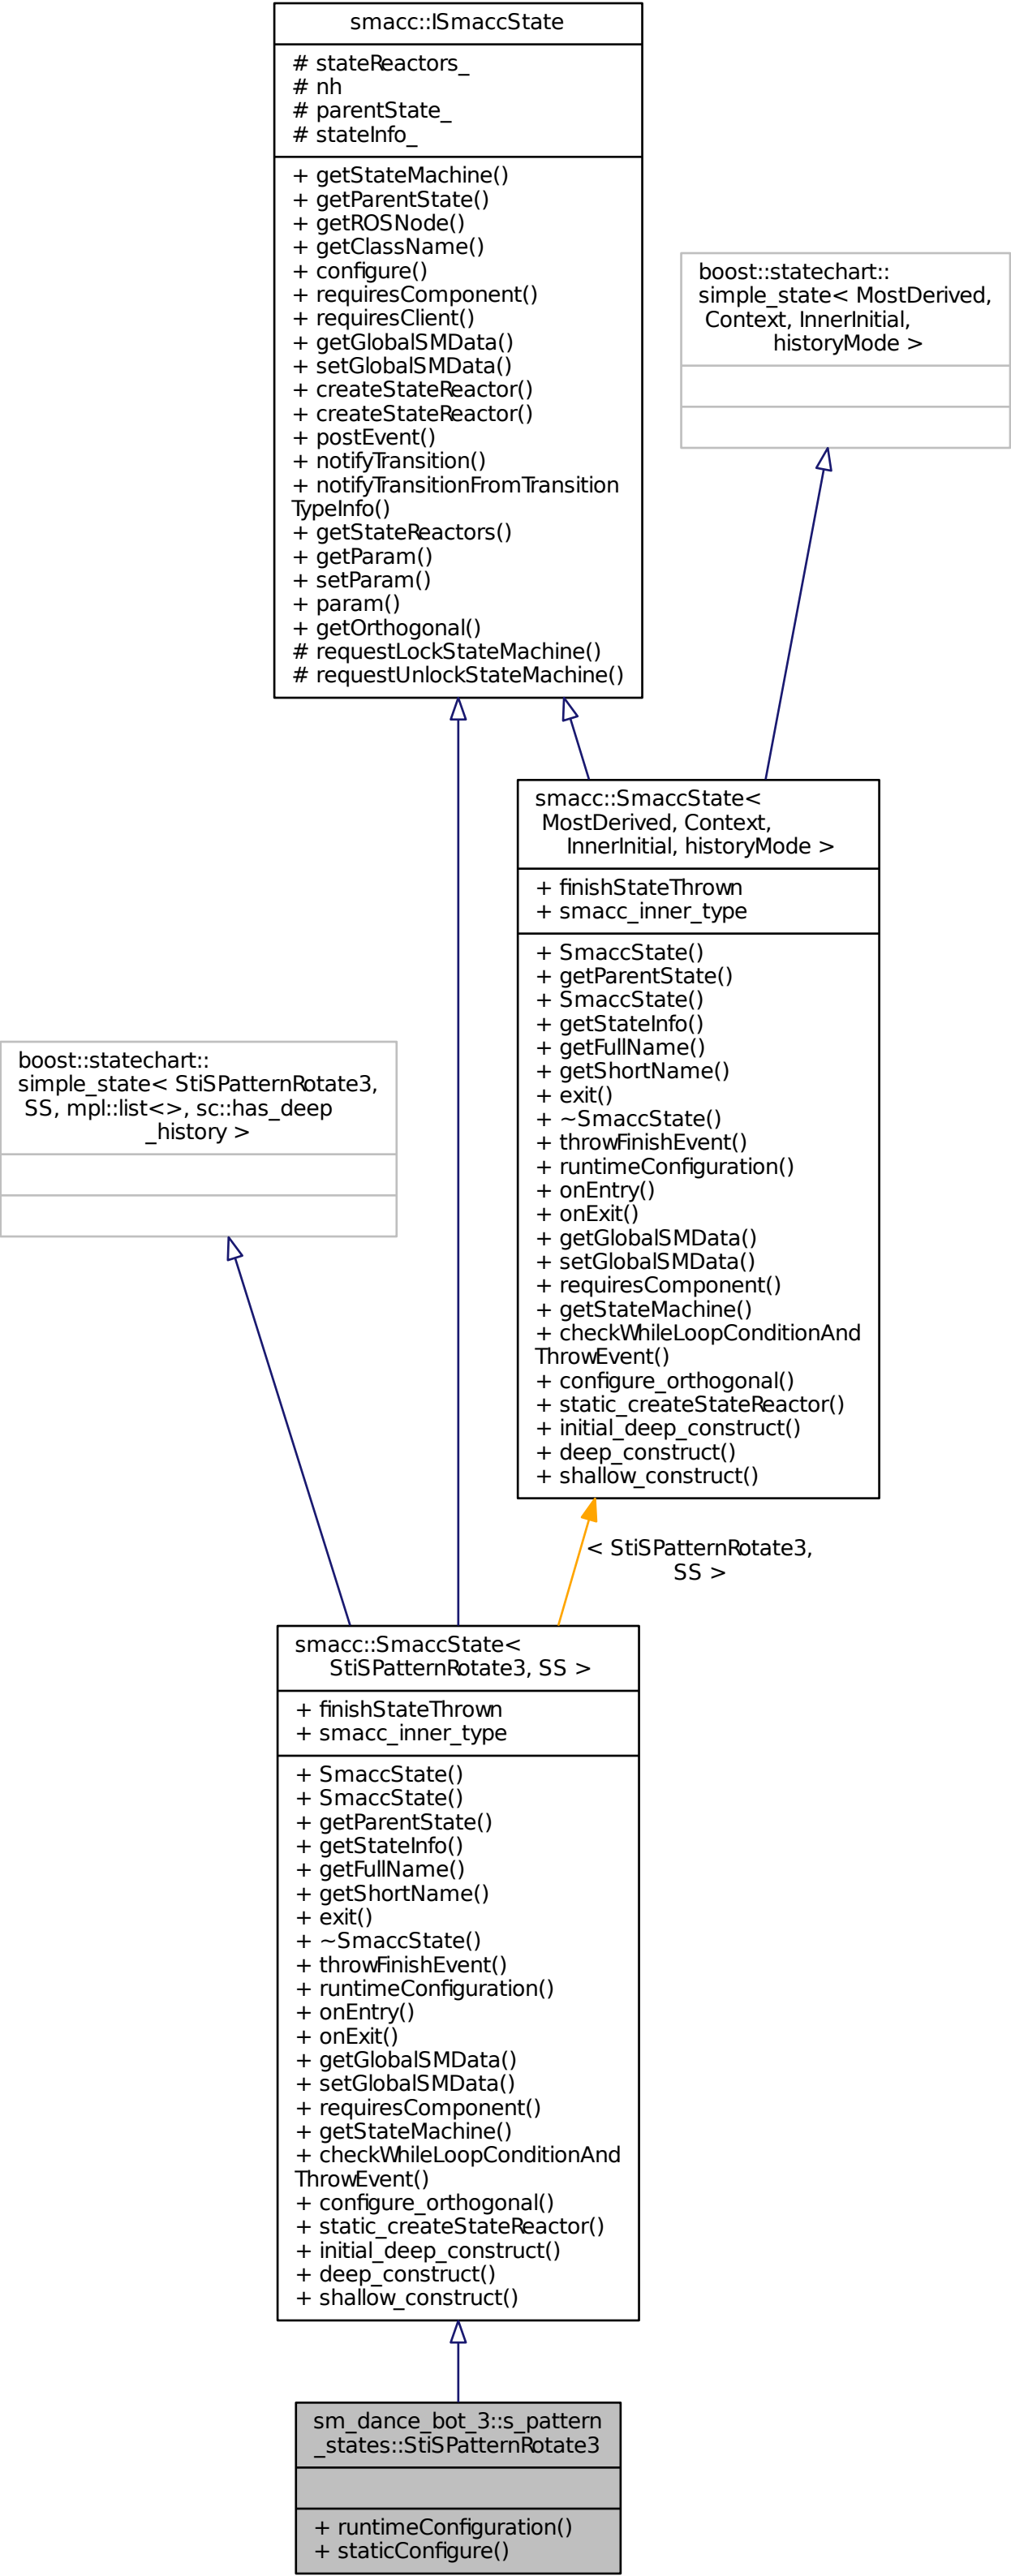 smacc::ISmaccState
# stateReactors_
# nh
# parentState_
# stateInfo_
+ getStateMachine()
+ getParentState()
+ getROSNode()
+ getClassName()
+ configure()
+ requiresComponent()
+ requiresClient()
+ getGlobalSMData()
+ setGlobalSMData()
+ createStateReactor()
+ createStateReactor()
+ postEvent()
+ notifyTransition()
+ notifyTransitionFromTransition
TypeInfo()
+ getStateReactors()
+ getParam()
+ setParam()
+ param()
+ getOrthogonal()
# requestLockStateMachine()
# requestUnlockStateMachine()
boost::statechart::
simple_state< MostDerived,
Context, InnerInitial,
historyMode >
smacc::SmaccState<
MostDerived, Context,
InnerInitial, historyMode >
+ finishStateThrown
+ smacc_inner_type
+ SmaccState()
+ getParentState()
+ SmaccState()
+ getStateInfo()
+ getFullName()
+ getShortName()
+ exit()
+ ~SmaccState()
+ throwFinishEvent()
+ runtimeConfiguration()
+ onEntry()
+ onExit()
+ getGlobalSMData()
+ setGlobalSMData()
+ requiresComponent()
+ getStateMachine()
+ checkWhileLoopConditionAnd
ThrowEvent()
+ configure_orthogonal()
+ static_createStateReactor()
+ initial_deep_construct()
+ deep_construct()
+ shallow_construct()
boost::statechart::
simple_state< StiSPatternRotate3,
SS, mpl::list<>, sc::has_deep
_history >
< StiSPatternRotate3,
SS >
smacc::SmaccState<
StiSPatternRotate3, SS >
+ finishStateThrown
+ smacc_inner_type
+ SmaccState()
+ SmaccState()
+ getParentState()
+ getStateInfo()
+ getFullName()
+ getShortName()
+ exit()
+ ~SmaccState()
+ throwFinishEvent()
+ runtimeConfiguration()
+ onEntry()
+ onExit()
+ getGlobalSMData()
+ setGlobalSMData()
+ requiresComponent()
+ getStateMachine()
+ checkWhileLoopConditionAnd
ThrowEvent()
+ configure_orthogonal()
+ static_createStateReactor()
+ initial_deep_construct()
+ deep_construct()
+ shallow_construct()
sm_dance_bot_3::s_pattern
_states::StiSPatternRotate3
+ runtimeConfiguration()
+ staticConfigure()